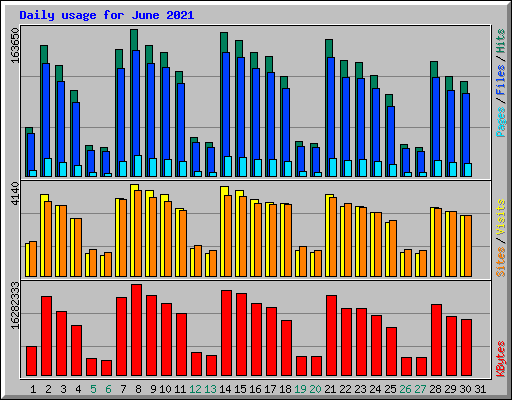 Daily usage for June 2021
163650
Pages / Files / Hits
4140
Sites / Visits
16282333
KBytes
1 2 3 4 5 6 7 8 9 10 11 12 13 14 15 16 17 18 19 20 21 22 23 24 25 26 27 28 29 30 31